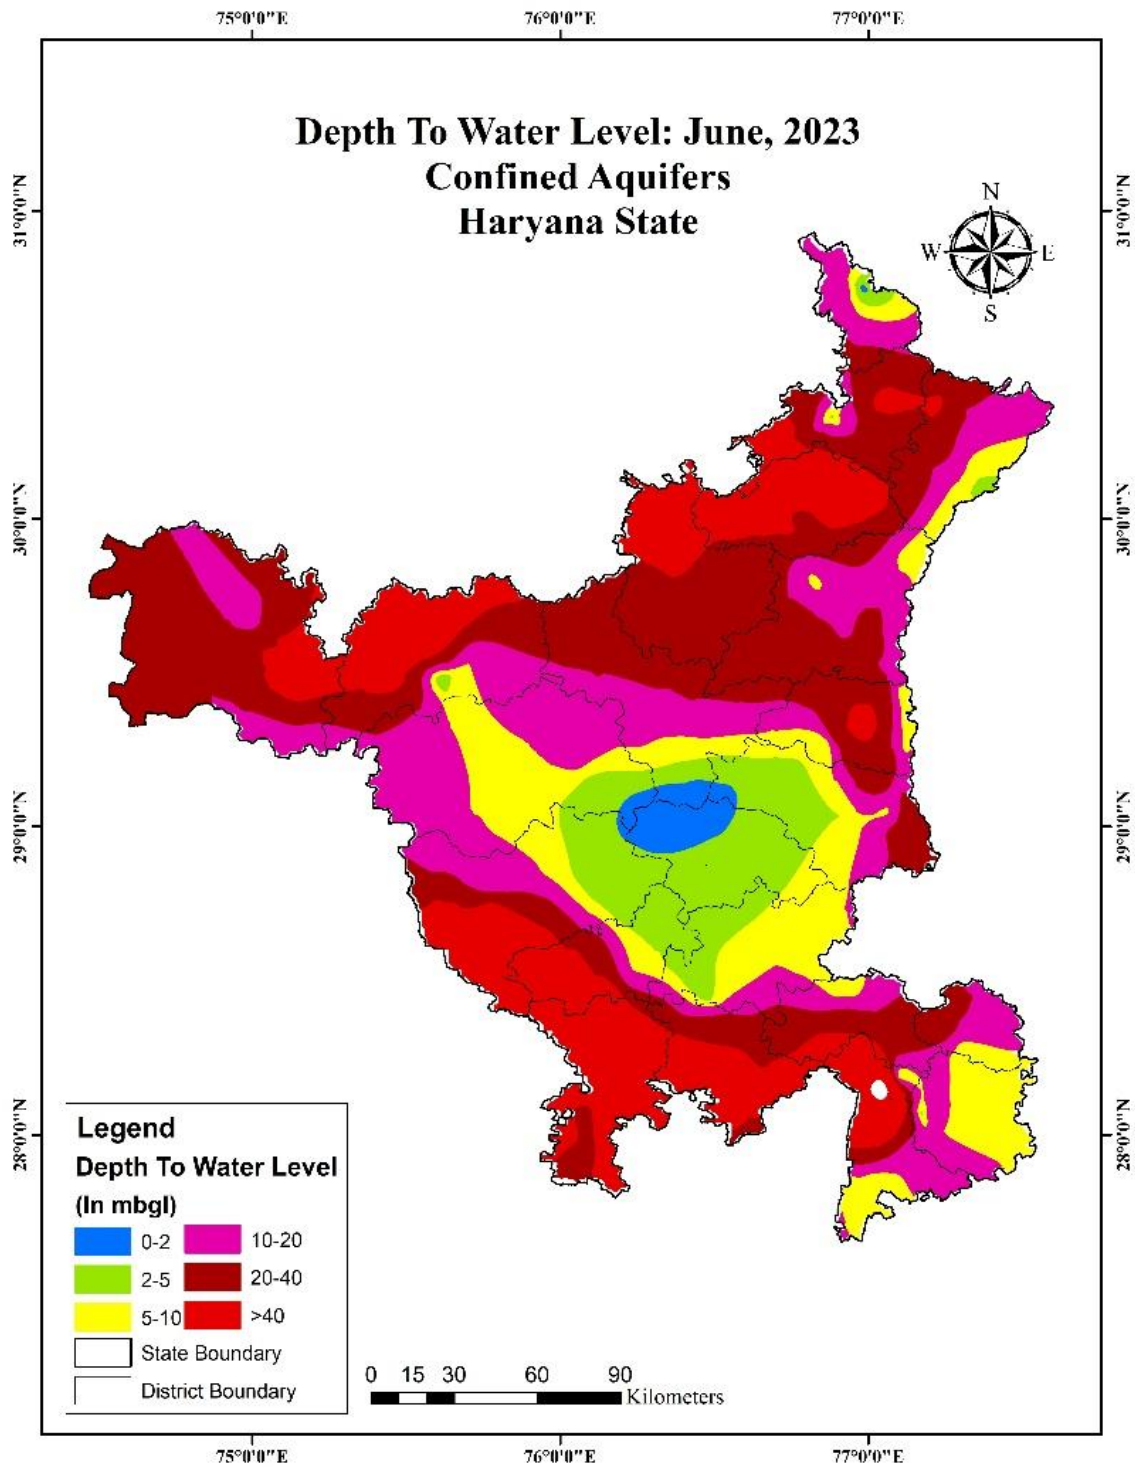 75°0'0"E 76°0'0"E 77°0'0"E
Depth To Water Level: June, 2023
Confined Aquifers
Haryana State
N
W E
S
31°0'0"N 31°0'0"N
30°0'0"N 30°0'0"N
29°0'0"N 29°0'0"N
28°0'0"N 28°0'0"N
Legend
Depth To Water Level
(In mbgl)
0-2 10-20
2-5 20-40
5-10 >40
State Boundary
District Boundary
0 15 30 60 90
Kilometers
75°0'0"E 76°0'0"E 77°0'0"E